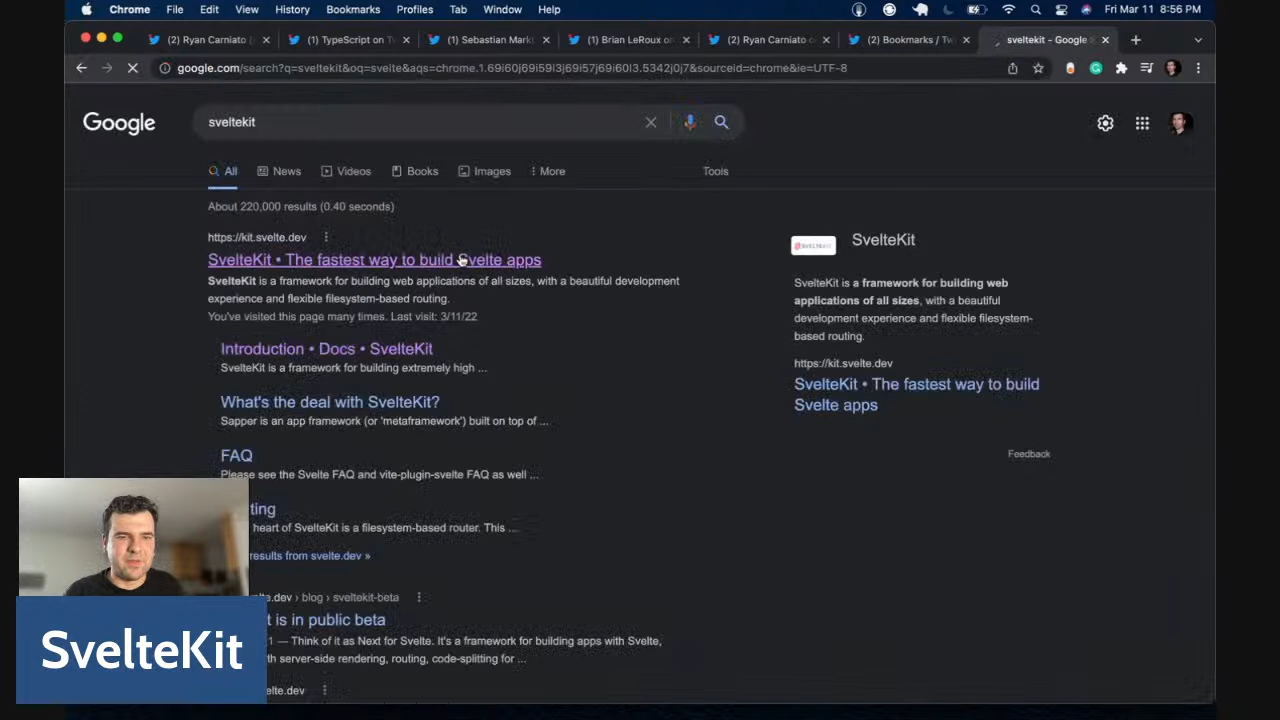 Chrome File Edit View History Bookmarks Profiles Tab Window Help Fri Mar 11 8:56 PM
(2) Ryan Carniato (1) TypeScript on Tw (1) Sebastian Mark (1) Brian LeRoux on (2) Ryan Carniato o (2) Bookmarks / Tw sveltekit - Google S
google.com/search?q=sveltekit&oq=svelte&aqs=chrome.1.69i60j69i59i3j69i57j69i60l3.5342j0j7&sourceid=chrome&ie=UTF-8
Google
sveltekit
All News Videos Books Images More Tools
About 220,000 results (0.40 seconds)
https://kit.svelte.dev
SvelteKit • The fastest way to build Svelte apps
SvelteKit is a framework for building web applications of all sizes, with a beautiful development
experience and flexible filesystem-based routing.
You've visited this page many times. Last visit: 3/11/22
Introduction • Docs • SvelteKit
SvelteKit is a framework for building extremely high ...
What's the deal with SvelteKit?
Sapper is an app framework (or 'metaframework') built on top of ...
FAQ
Please see the Svelte FAQ and vite-plugin-svelte FAQ as well ...
ting
heart of SvelteKit is a filesystem-based router. This ...
results from svelte.dev »
te.dev › blog › sveltekit-beta
t is in public beta
1 — Think of it as Next for Svelte. It's a framework for building apps with Svelte,
with server-side rendering, routing, code-splitting for ...
elte.dev
SvelteKit
SvelteKit is a framework for building web
applications of all sizes, with a beautiful
development experience and flexible filesystem-
based routing.
https://kit.svelte.dev
SvelteKit • The fastest way to build
Svelte apps
Feedback
SvelteKit